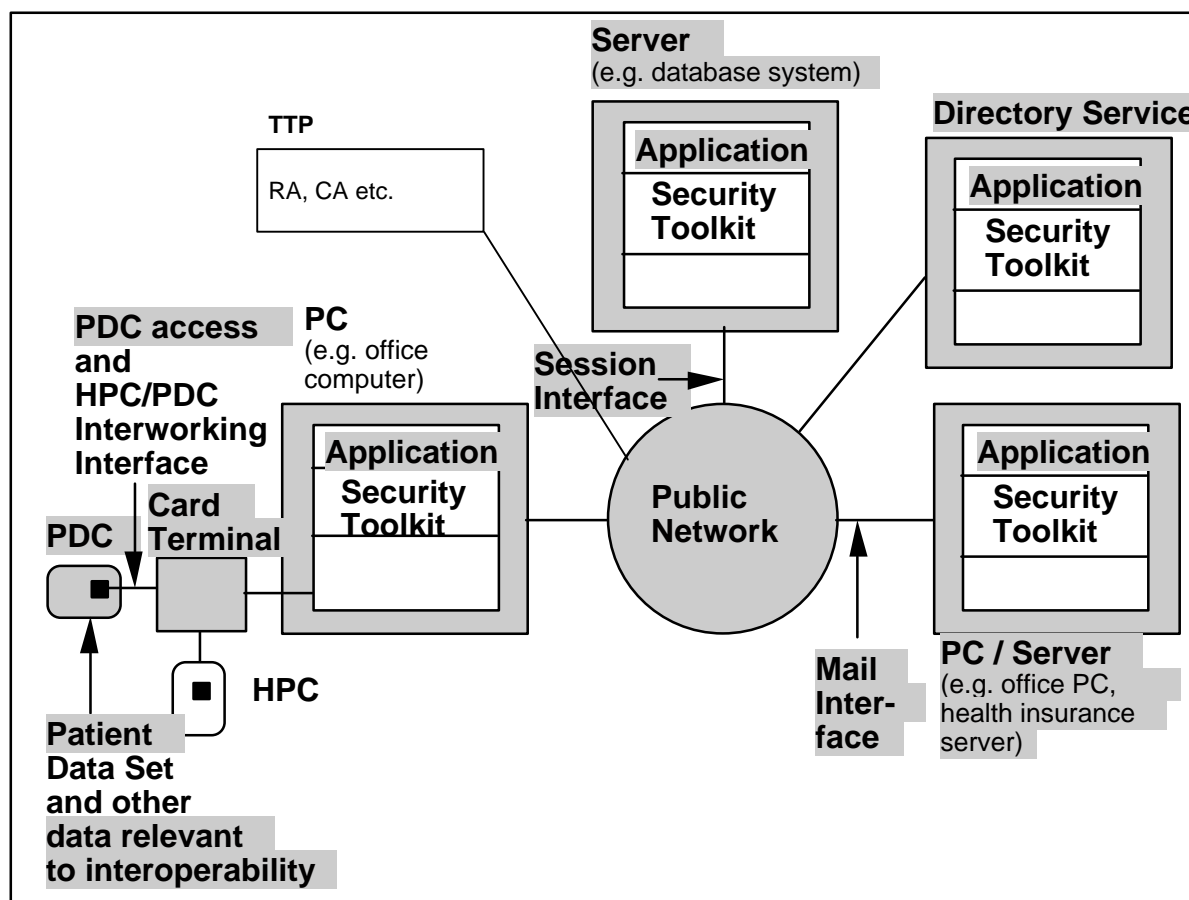 Server
(e.g. database system)
Directory Service
TTP
Application
Application
RA, CA etc.
Security
Toolkit
Security
Toolkit
PDC access
and
HPC/PDC
Interworking
Interface
PC
(e.g. office
computer)
Session
Interface
Application
Security
Toolkit
Application
Security
Toolkit
Public
Network
Card
Terminal
PDC
HPC
Mail
Inter-
face
PC / Server
(e.g. office PC,
health insurance
server)
Patient
Data Set
and other
data relevant
to interoperability